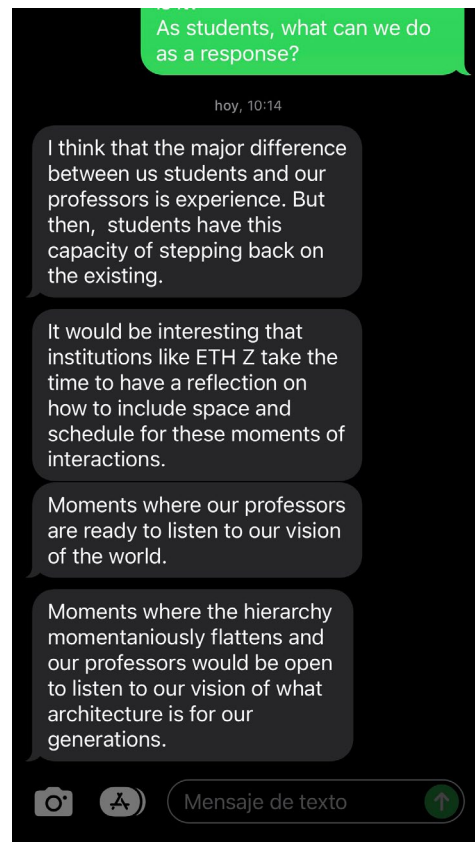 As students, what can we do
as a response?
hoy, 10:14
I think that the major difference
between us students and our
professors is experience. But
then,  students have this
capacity of stepping back on
the existing.
It would be interesting that
institutions like ETH Z take the
time to have a reflection on
how to include space and
schedule for these moments of
interactions.
Moments where our professors
are ready to listen to our vision
of the world.
Moments where the hierarchy
momentaniously flattens and
our professors would be open
to listen to our vision of what
architecture is for our
generations.
Mensaje de texto